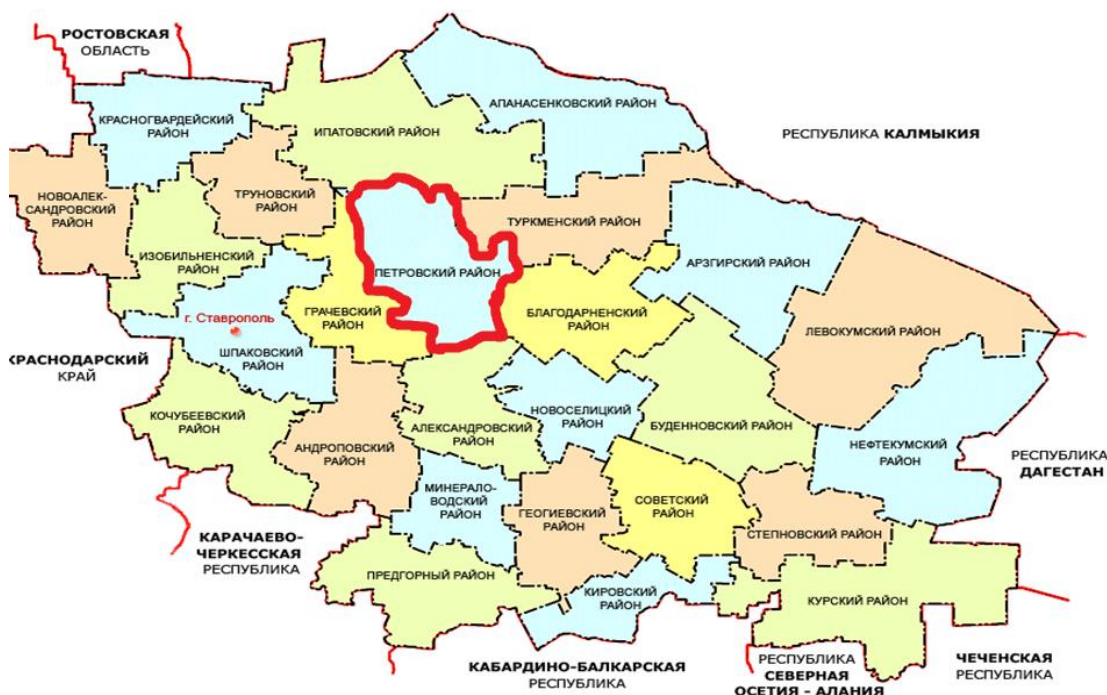 РОСТОВСКАЯ
ОБЛАСТЬ
АПАНАСЕНКОВСКИЙ РАЙОН
КРАСНОГВАРДЕЙСКИЙ
РАЙОН
ИПАТОВСКИЙ РАЙОН
РЕСПУБЛИКА КАЛМЫКИЯ
НОВОАЛЕК-
САНДРОВСКИЙ
РАЙОН
ТРУНОВСКИЙ
РАЙОН
ТУРКМЕНСКИЙ РАЙОН
ИЗОБИЛЬНЕНСКИЙ
РАЙОН
ПЕТРОВСКИЙ РАЙОН
АРЗГИРСКИЙ РАЙОН
г. Ставрополь
ГРАЧЕВСКИЙ
РАЙОН
БЛАГОДАРНЕНСКИЙ
РАЙОН
ЛЕВОКУМСКИЙ РАЙОН
ШПАКОВСКИЙ
РАЙОН
КРАСНОДАРСКИЙ
КРАЙ
КОЧУБЕЕВСКИЙ
РАЙОН
АНДРОПОВСКИЙ
РАЙОН
АЛЕКСАНДРОВСКИЙ
РАЙОН
НОВОСЕЛИЦКИЙ
РАЙОН
БУДЕННОВСКИЙ РАЙОН
НЕФТЕКУМСКИЙ
РАЙОН
РЕСПУБЛИКА
ДАГЕСТАН
МИНЕРАЛО-
ВОДСКИЙ
РАЙОН
ГЕОГИЕВСКИЙ
РАЙОН
СОВЕТСКИЙ
РАЙОН
СТЕПНОВСКИЙ
РАЙОН
КАРАЧАЕВО-
ЧЕРКЕССКАЯ
РЕСПУБЛИКА
ПРЕДГОРНЫЙ РАЙОН
КИРОВСКИЙ
РАЙОН
КУРСКИЙ РАЙОН
КАБАРДИНО-БАЛКАРСКАЯ
РЕСПУБЛИКА
РЕСПУБЛИКА
СЕВЕРНАЯ
ОСЕТИЯ - АЛАНИЯ
ЧЕЧЕНСКАЯ
РЕСПУБЛИКА